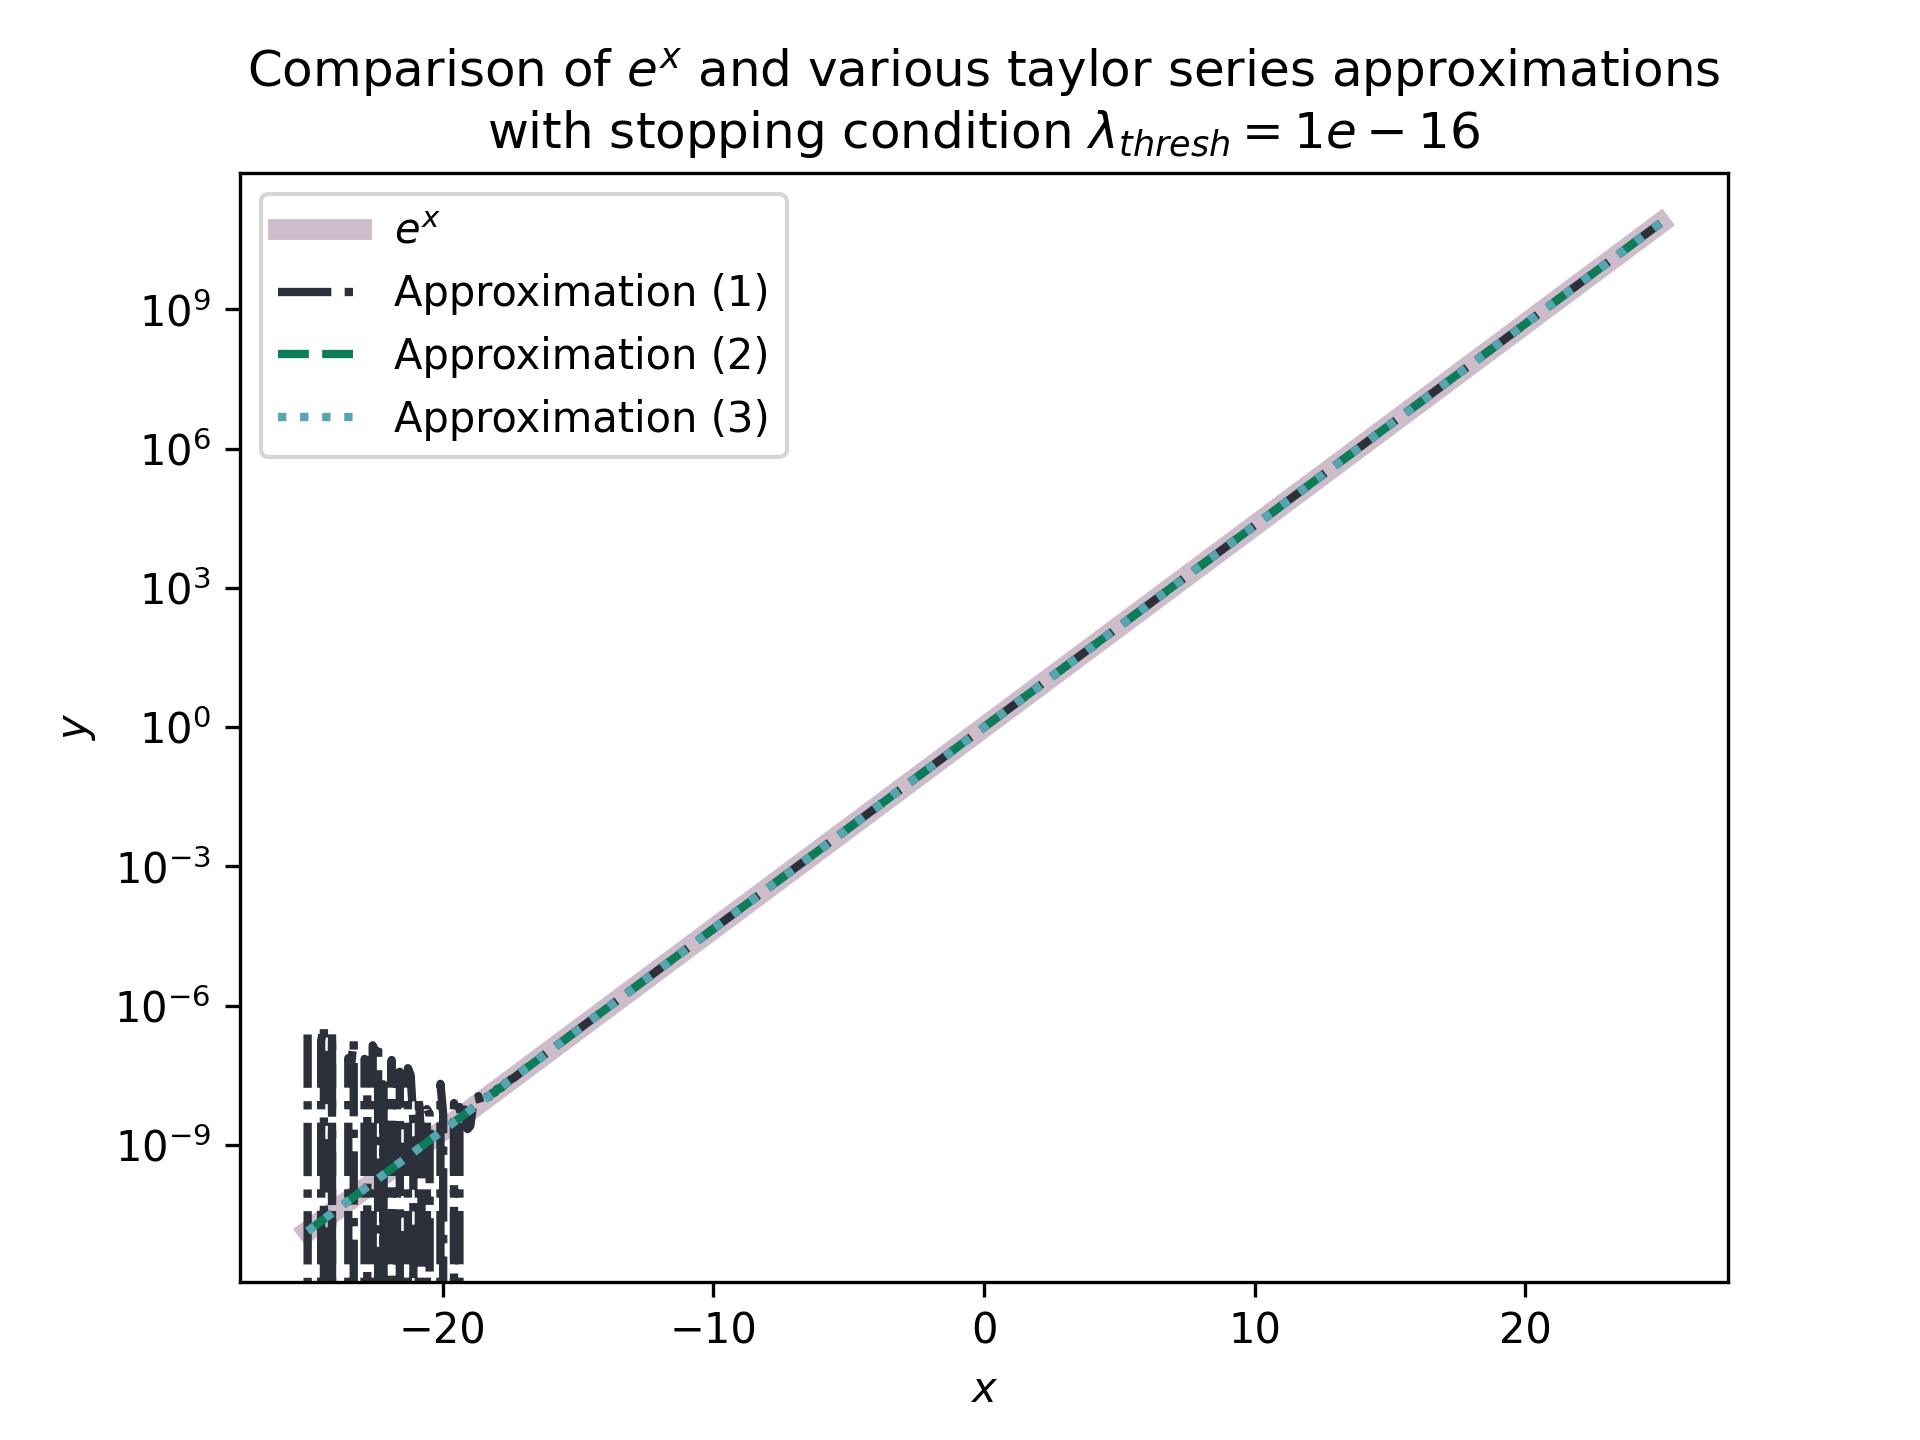 Comparison of e^x and various taylor series approximations
with stopping condition λ_thresh = 1e − 16
e^x
Approximation (1)
Approximation (2)
Approximation (3)
10^9
10^6
10^3
10^0
10^−3
10^−6
10^−9
y
−20 −10 0 10 20
x